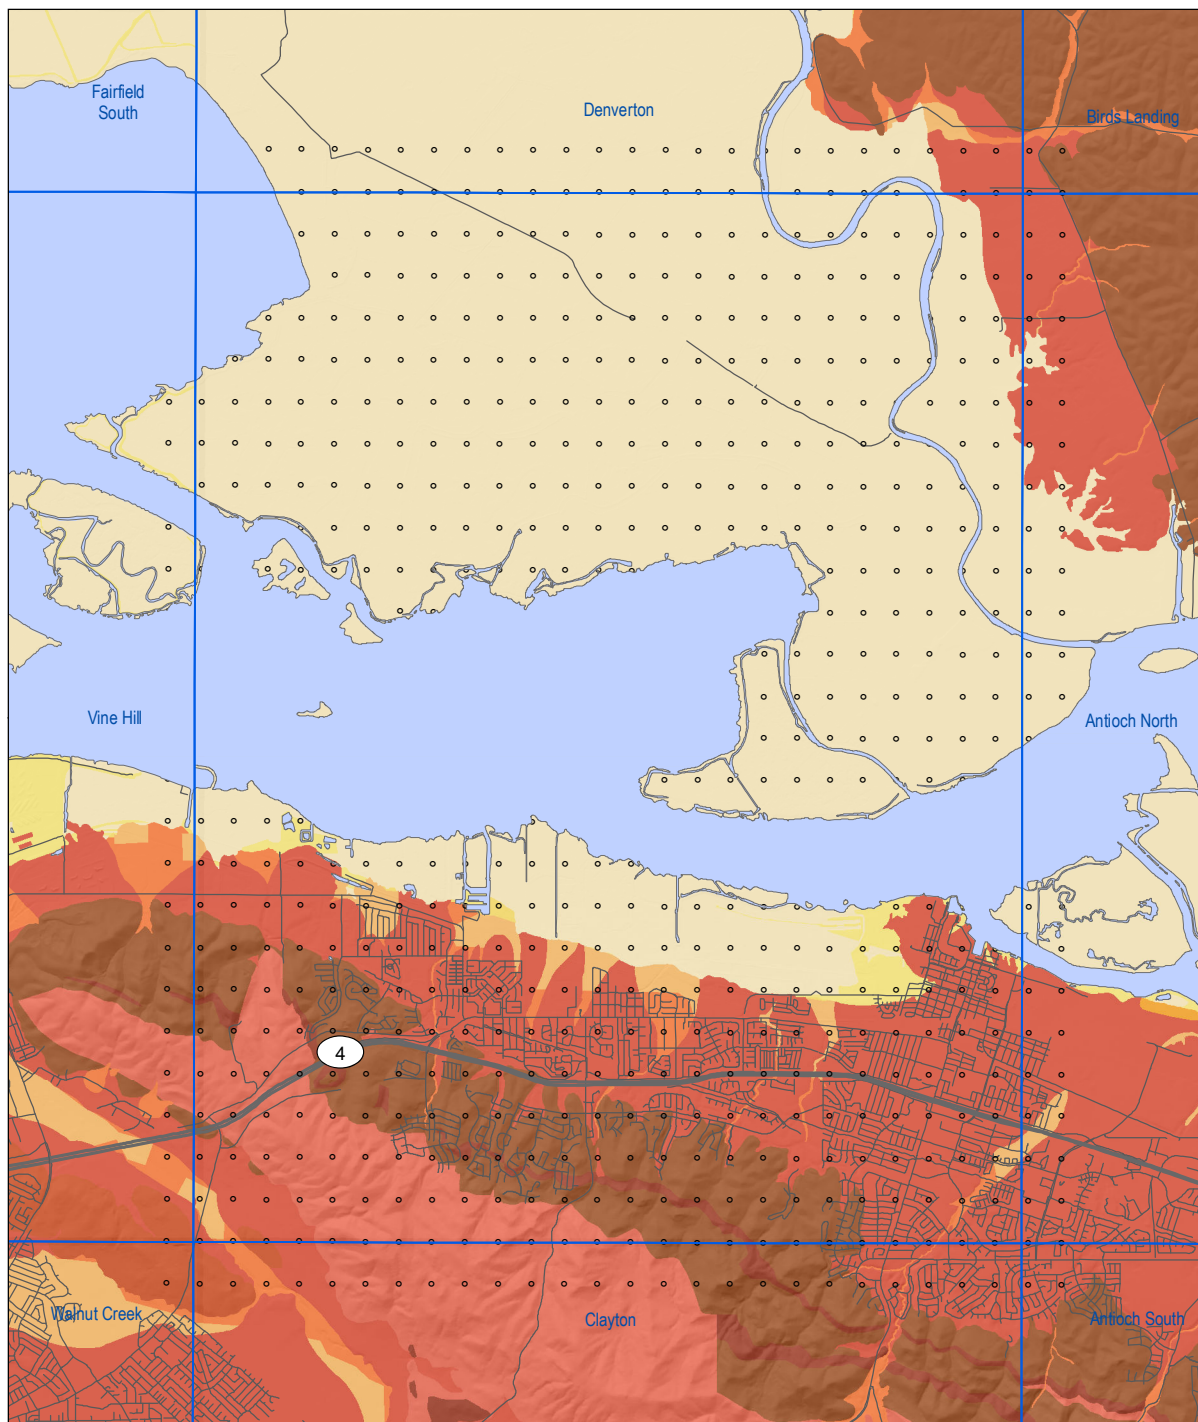 Fairfield
South
Denverton
Birds Landing
Vine Hill
Antioch North
4
Walnut Creek
Clayton
Antioch South